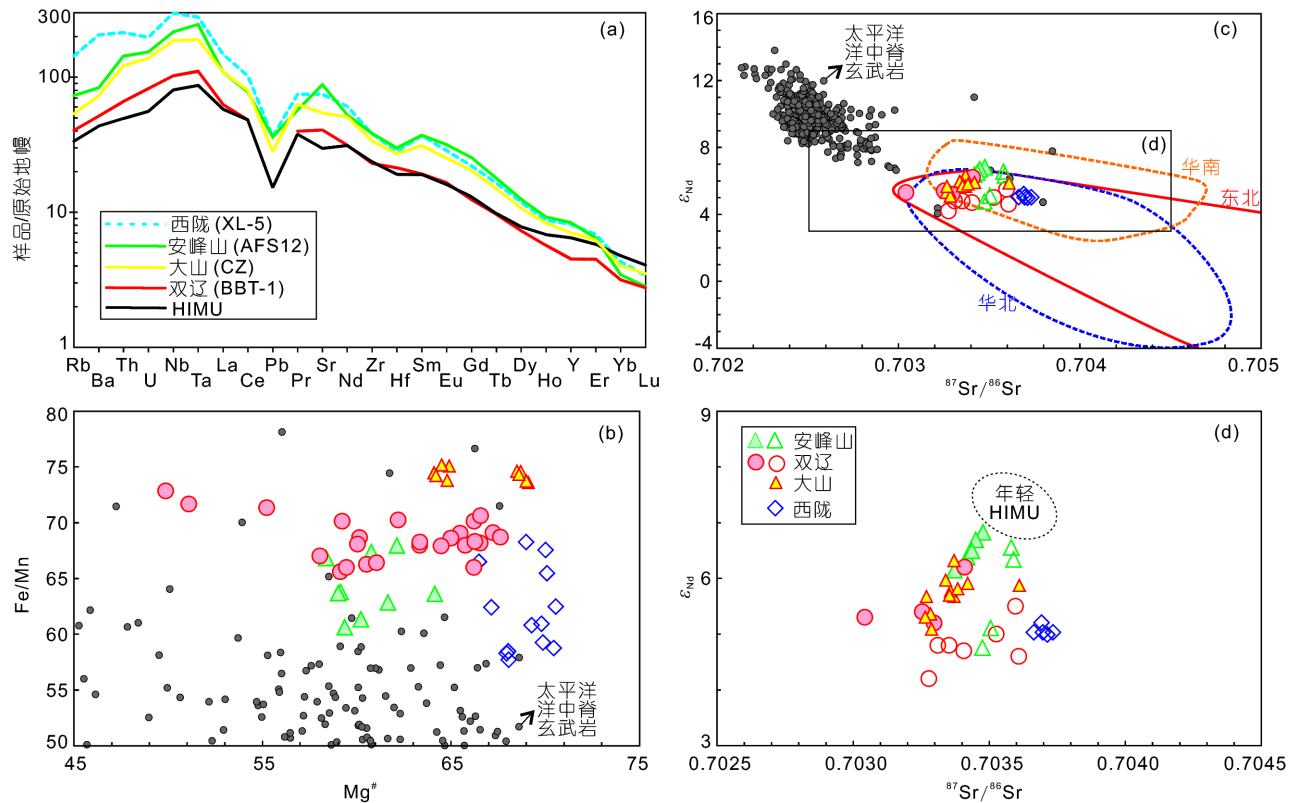 (a)
300
100
10
1
样品/原始地幔
西陇 (XL-5)
安峰山 (AFS12)
大山 (CZ)
双辽 (BBT-1)
HIMU
Rb Th Nb La Pb Sr Zr Sm Gd Dy Y Yb
Ba U Ta Ce Pr Nd Hf Eu Tb Ho Er Lu
(c)
16
12
8
4
0
-4
εNd
太平洋
洋中脊
玄武岩
(d)
华南
东北
华北
0.702 0.703 0.704 0.705
⁸⁷Sr/⁸⁶Sr
(b)
80
75
70
65
60
55
50
Fe/Mn
太平洋
洋中脊
玄武岩
45 55 65 75
Mg#
(d)
9
6
3
εNd
安峰山
双辽
大山
西陇
年轻
HIMU
0.7025 0.7030 0.7035 0.7040 0.7045
⁸⁷Sr/⁸⁶Sr